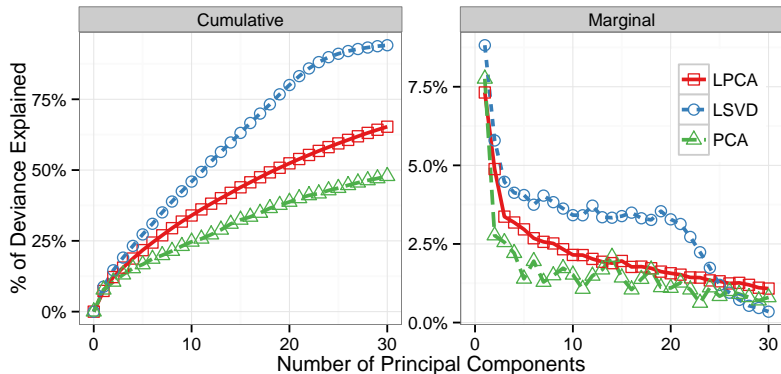 Cumulative
Marginal
% of Deviance Explained
75%
50%
25%
0%
0
10
20
30
7.5%
5.0%
2.5%
0.0%
0
10
20
30
LPCA
LSVD
PCA
Number of Principal Components